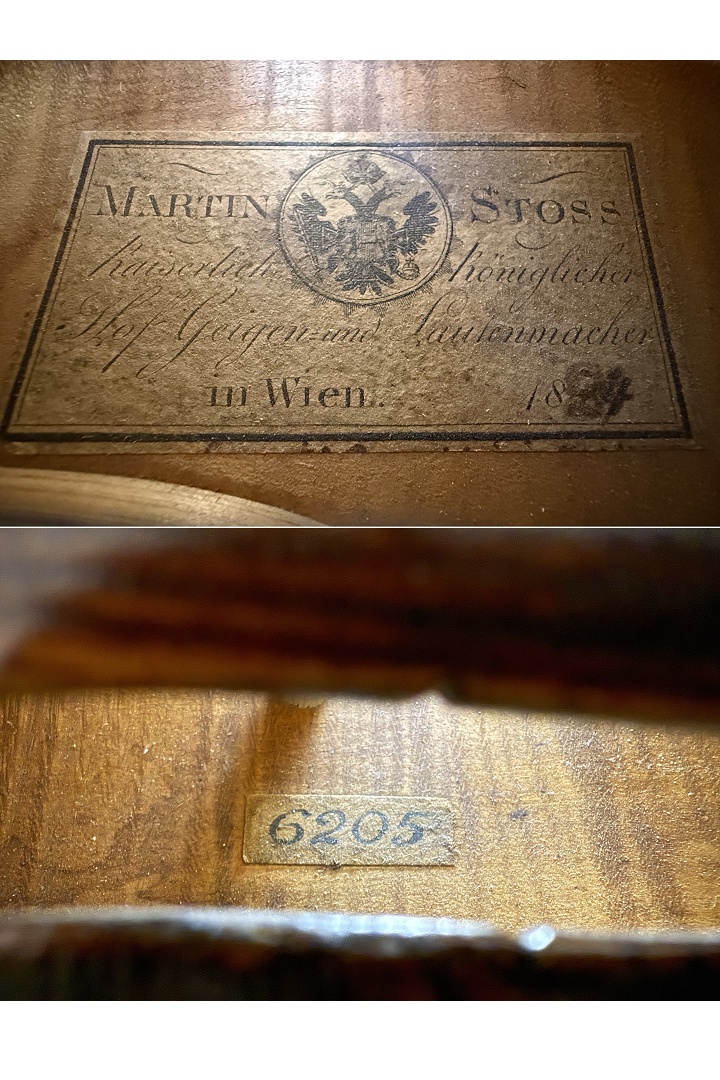 MARTIN STOSS
kaiserlich königlicher
Hof Geigen- und Lautenmacher
in Wien. 18
6205